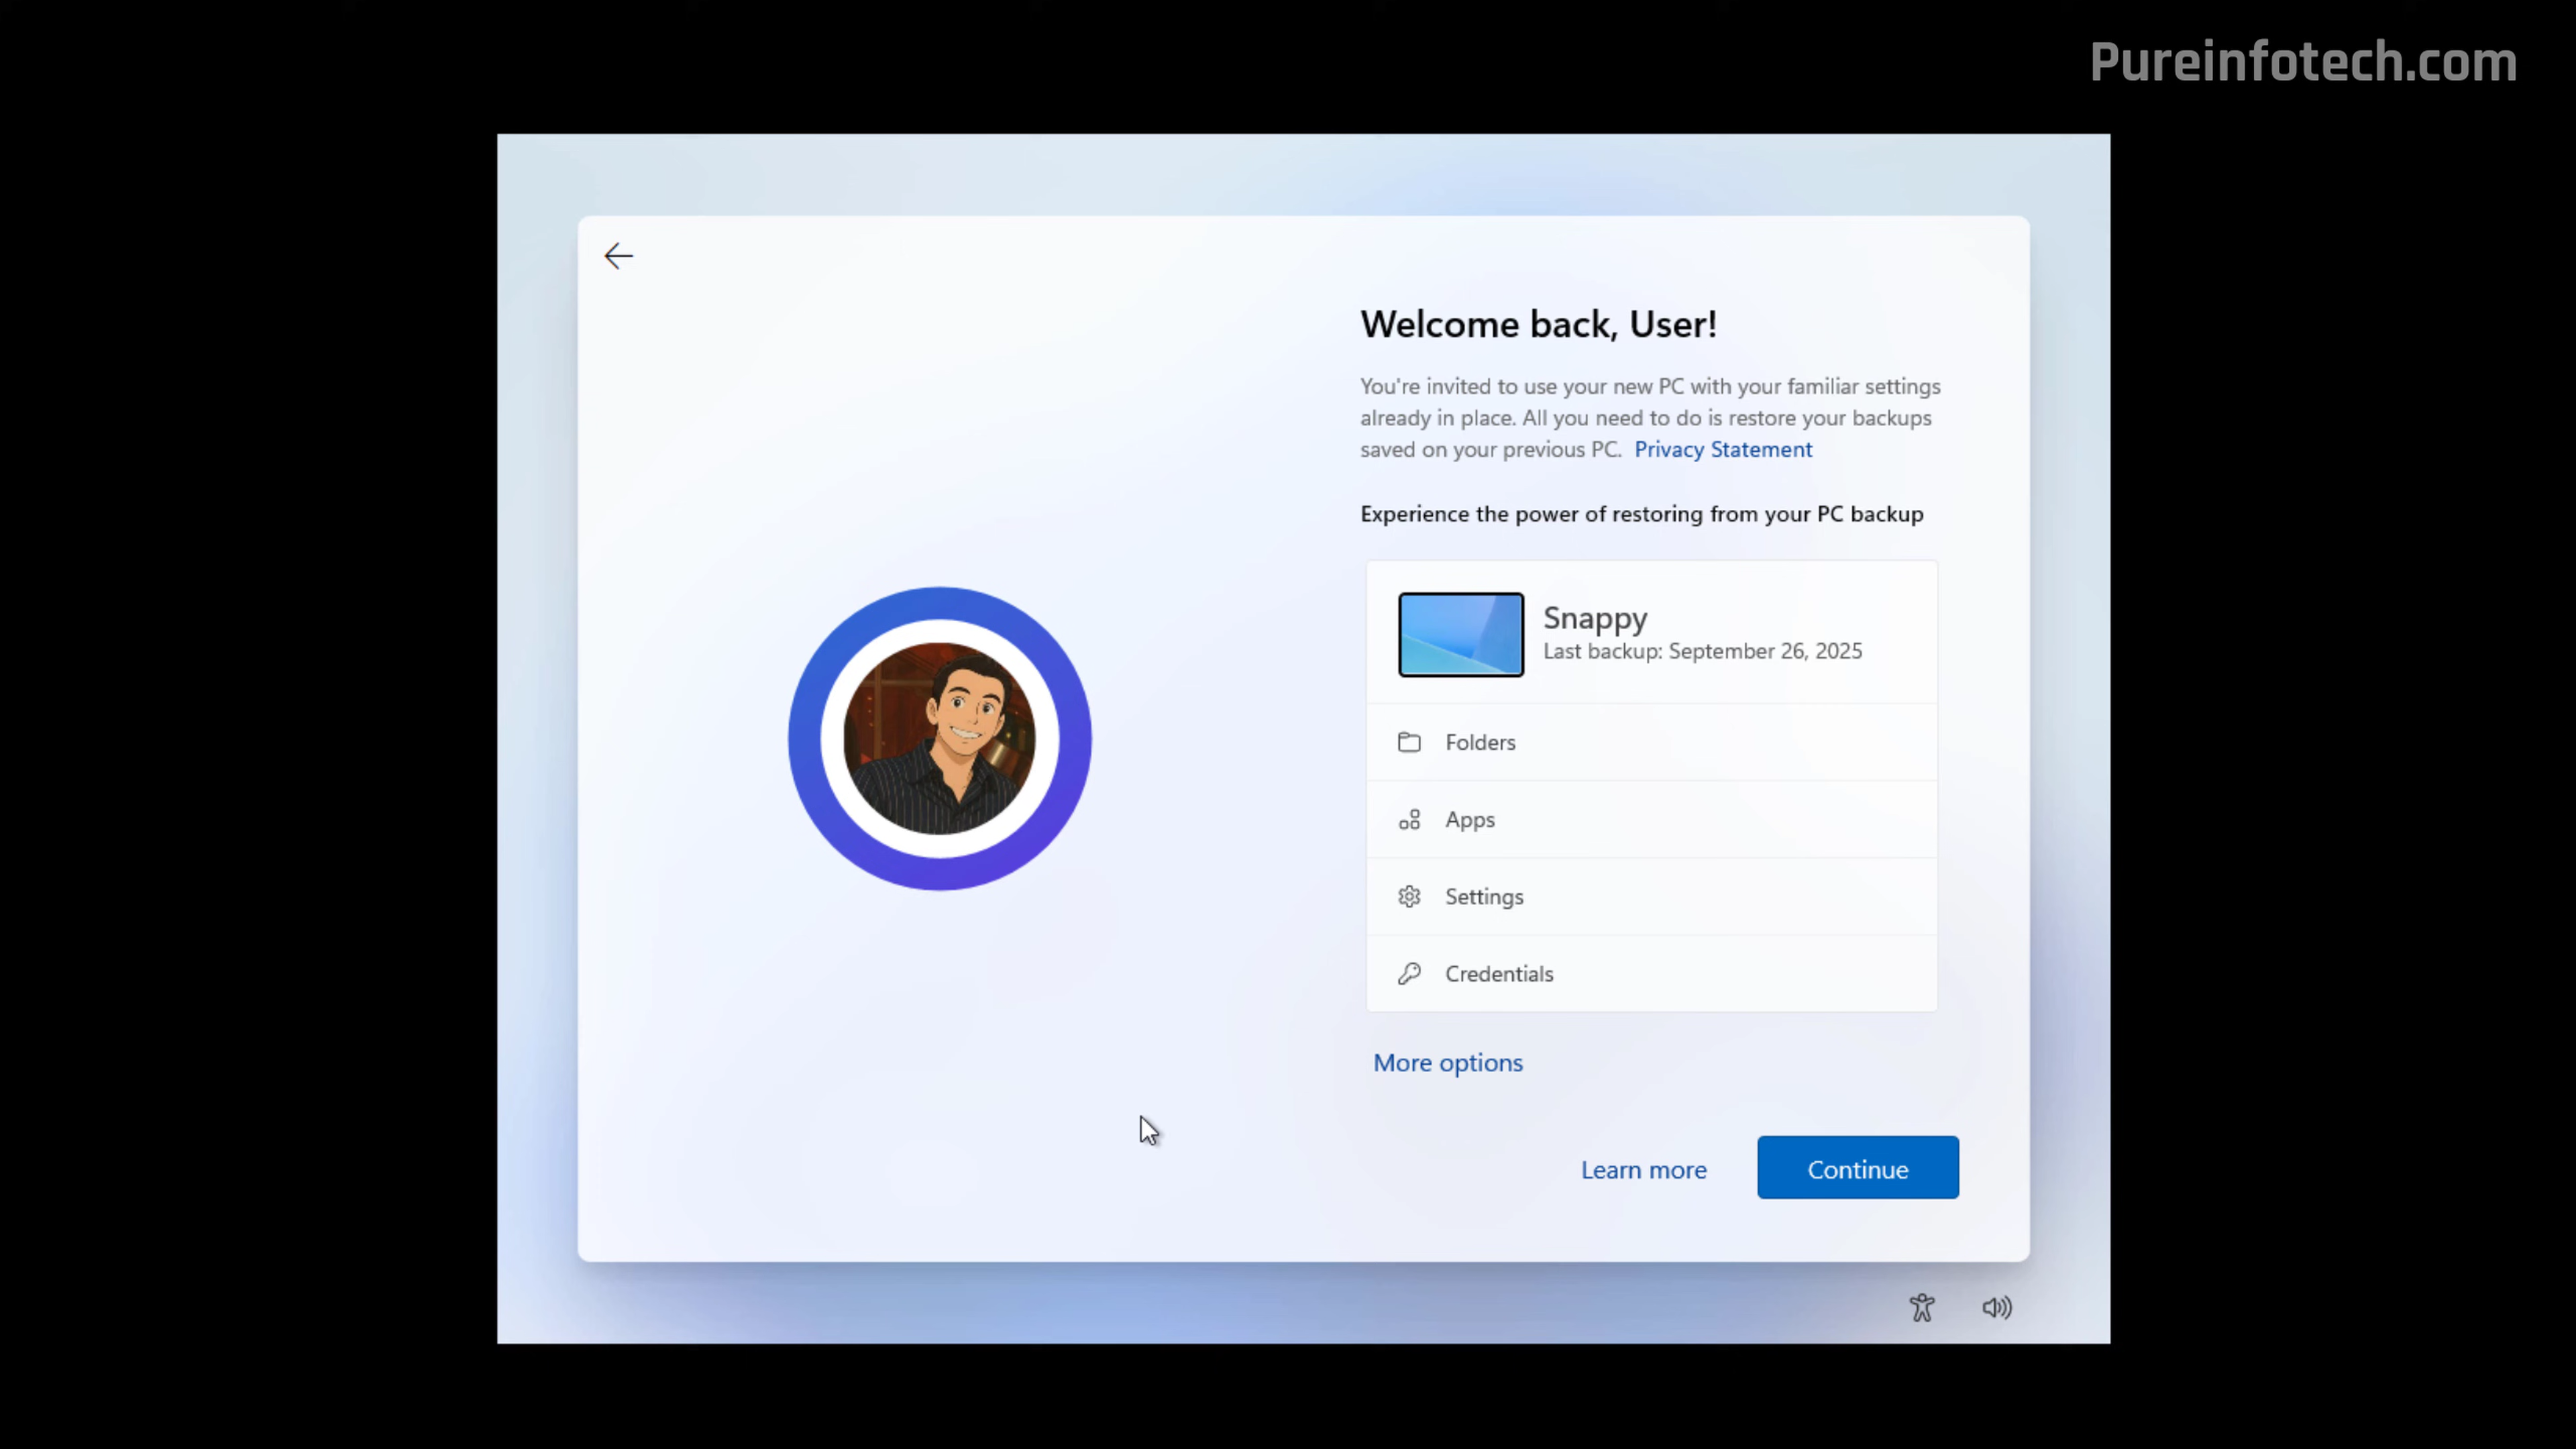 Pureinfotech.com
Welcome back, User!
You're invited to use your new PC with your familiar settings
already in place. All you need to do is restore your backups
saved on your previous PC. Privacy Statement
Experience the power of restoring from your PC backup
Snappy
Last backup: September 26, 2025
Folders
Apps
Settings
Credentials
More options
Learn more
Continue